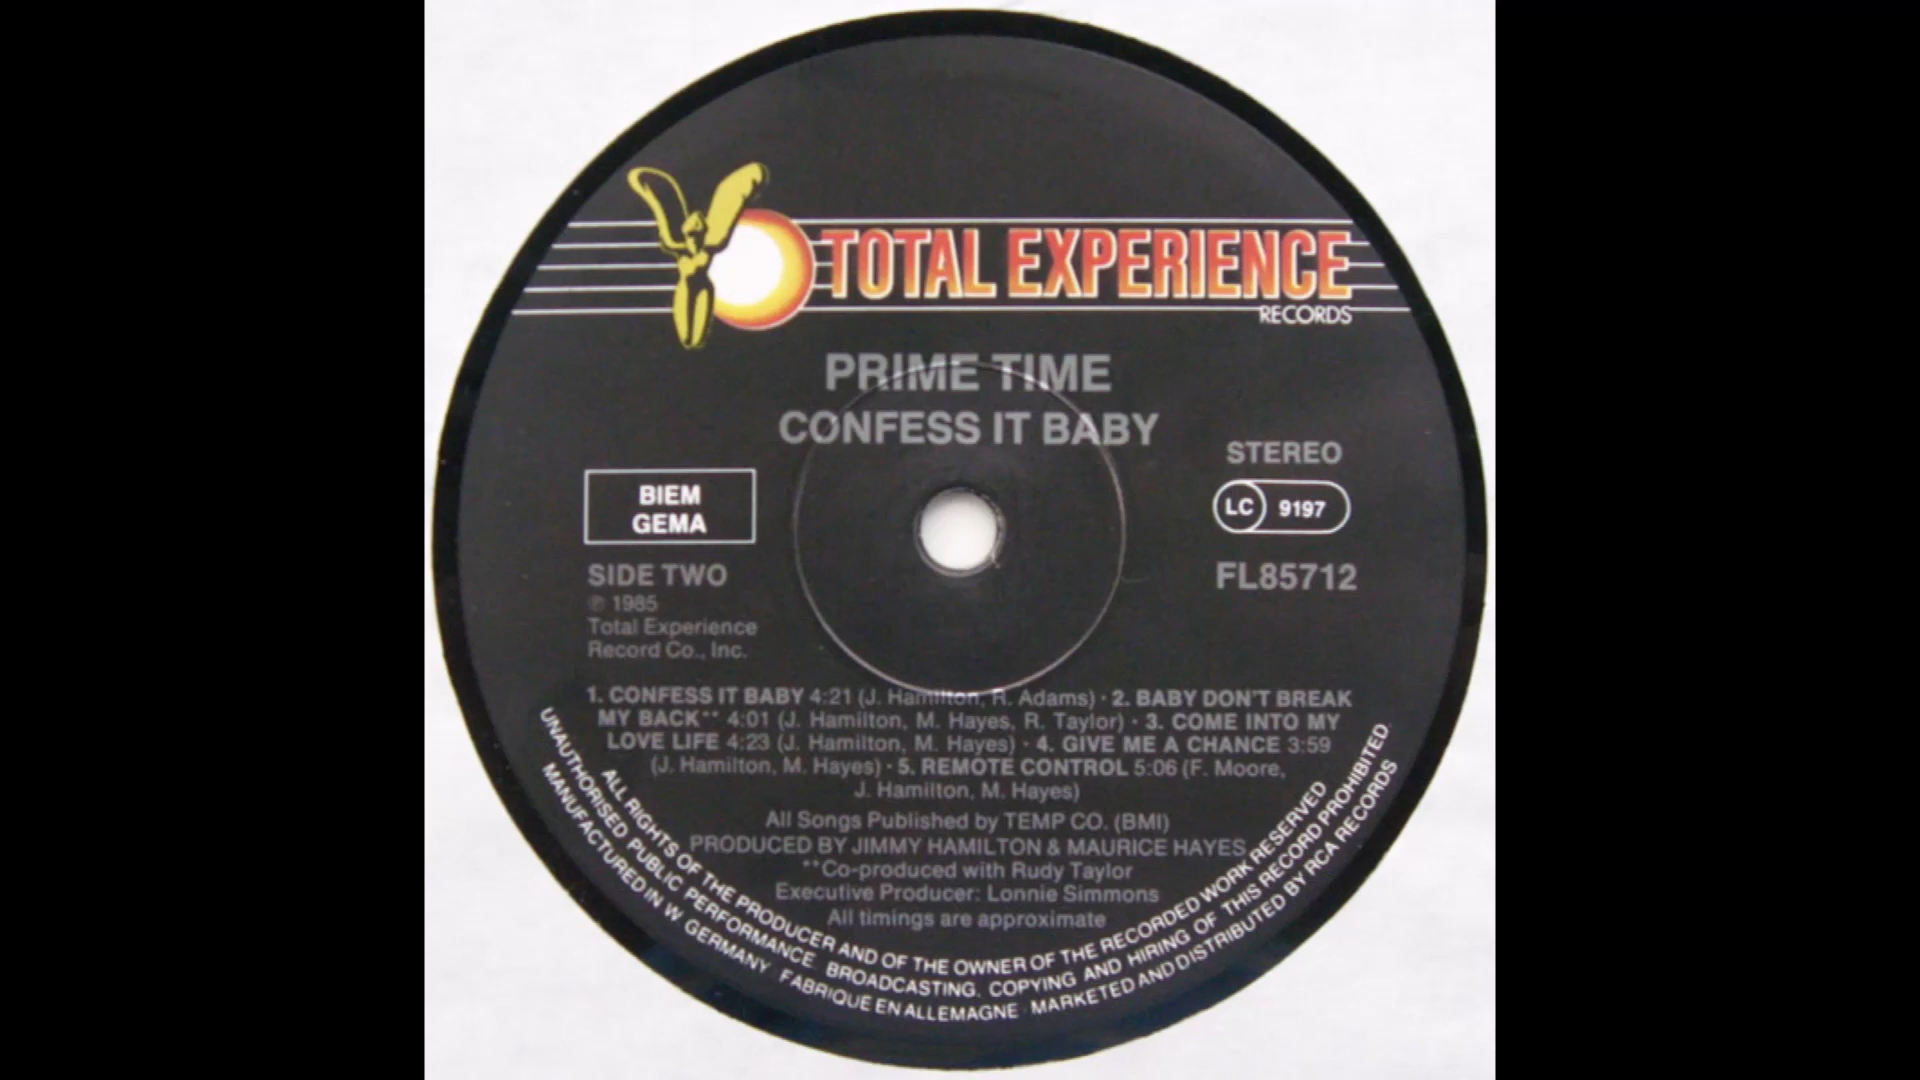 TOTAL EXPERIENCE
RECORDS
PRIME TIME
CONFESS IT BABY
BIEM
GEMA
STEREO
LC 9197
SIDE TWO
℗ 1985
Total Experience
Record Co., Inc.
FL85712
1. CONFESS IT BABY 4:21 (J. Hamilton, R. Adams) · 2. BABY DON'T BREAK
MY BACK** 4:01 (J. Hamilton, M. Hayes, R. Taylor) · 3. COME INTO MY
LOVE LIFE 4:23 (J. Hamilton, M. Hayes) · 4. GIVE ME A CHANCE 3:59
(J. Hamilton, M. Hayes) · 5. REMOTE CONTROL 5:06 (F. Moore,
J. Hamilton, M. Hayes)
All Songs Published by TEMP CO. (BMI)
PRODUCED BY JIMMY HAMILTON & MAURICE HAYES
**Co-produced with Rudy Taylor
Executive Producer: Lonnie Simmons
All timings are approximate
ALL RIGHTS OF THE PRODUCER AND OF THE OWNER OF THE RECORDED WORK RESERVED
UNAUTHORISED PUBLIC PERFORMANCE, BROADCASTING, COPYING AND HIRING OF THIS RECORD PROHIBITED.
MANUFACTURED IN W GERMANY FABRIQUÉ EN ALLEMAGNE · MARKETED AND DISTRIBUTED BY RCA RECORDS